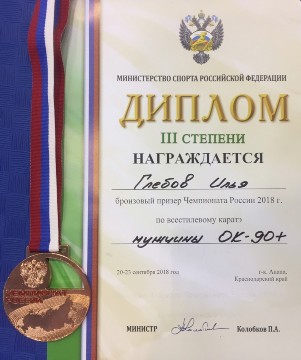 МИНИСТЕРСТВО СПОРТА РОССИЙСКОЙ ФЕДЕРАЦИИ
ДИПЛОМ
III СТЕПЕНИ
НАГРАЖДАЕТСЯ
Глебов Илья
бронзовый призер Чемпионата России 2018 г.
по всестилевому каратэ
мужчины ОК-90+
20-23 сентября 2018 год
г-к. Анапа,
Краснодарский край
МИНИСТР
Колобков П.А.